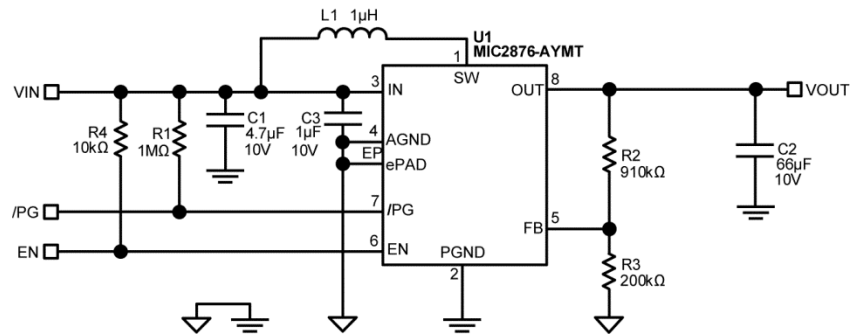 L1 1µH
U1
MIC2876-AYMT
1
SW
VIN
3
IN
OUT
8
VOUT
R4
10kΩ
R1
1MΩ
C1
4.7µF
10V
C3
1µF
10V
4
AGND
EP
ePAD
R2
910kΩ
C2
66µF
10V
/PG
7
/PG
FB
5
EN
6
EN
PGND
2
R3
200kΩ